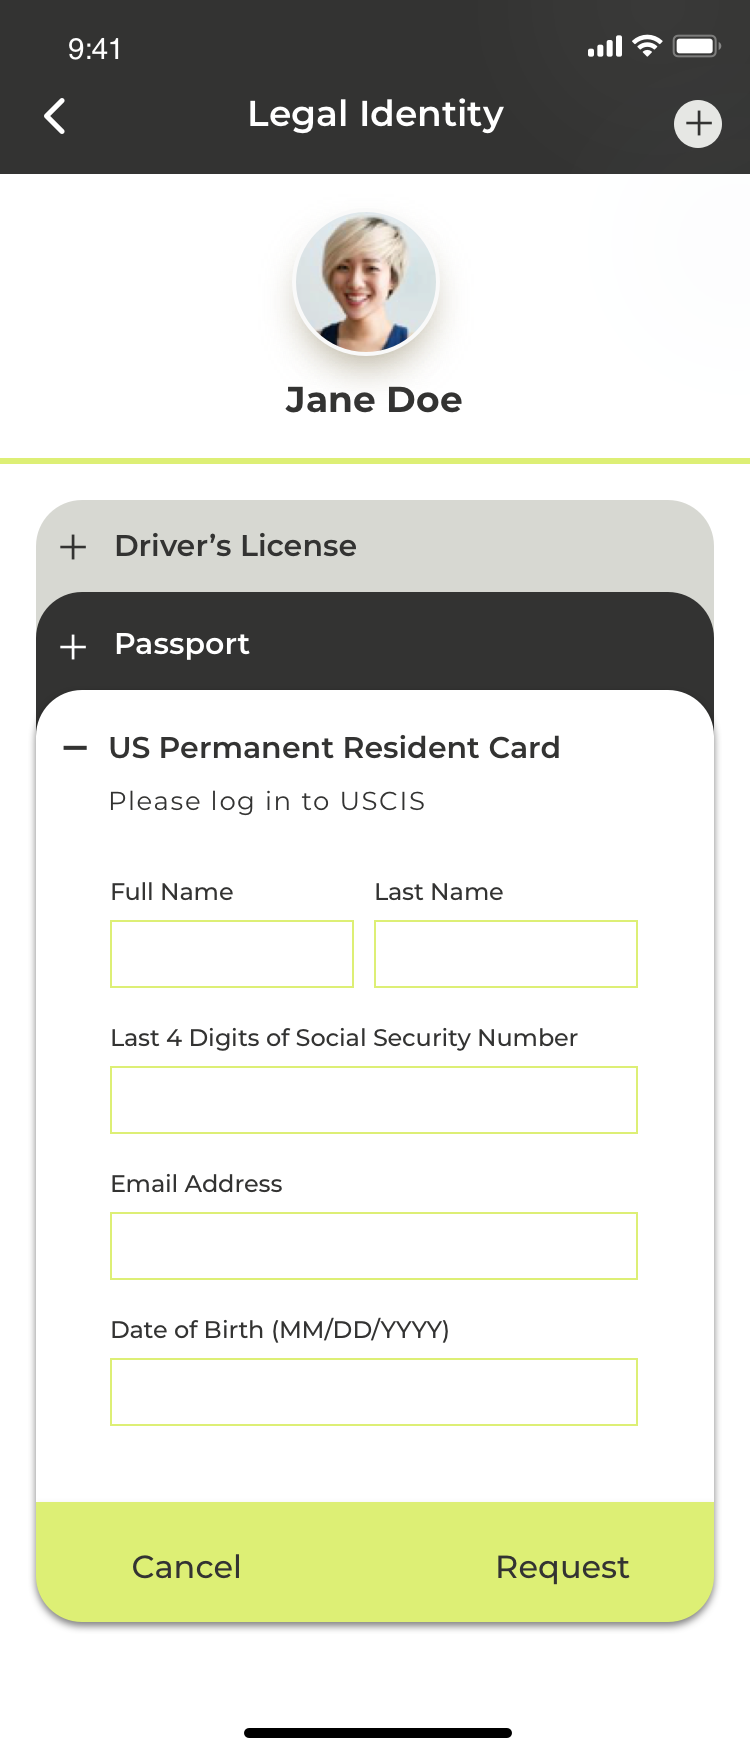 9:41
Legal Identity
Jane Doe
Driver’s License
Passport
US Permanent Resident Card
Please log in to USCIS
Full Name
Last Name
Last 4 Digits of Social Security Number
Email Address
Date of Birth (MM/DD/YYYY)
Cancel
Request